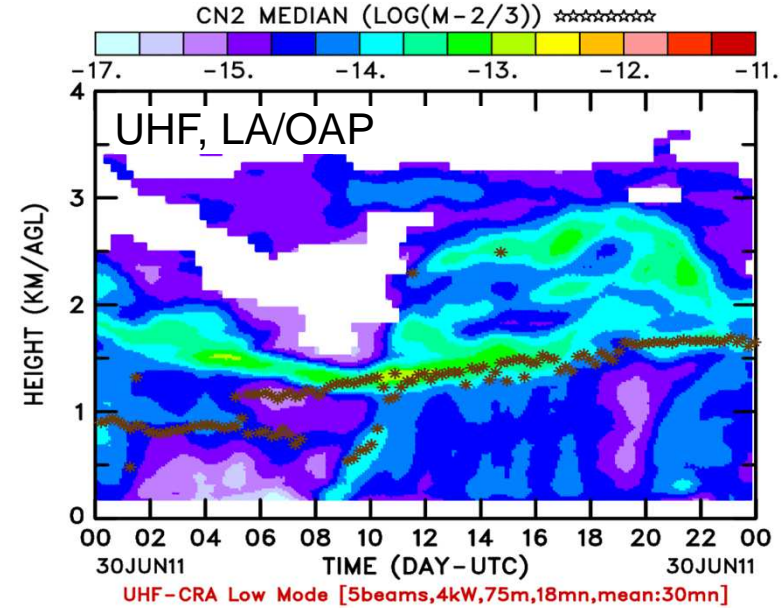 CN2 MEDIAN (LOG(M-2/3)) ☆☆☆☆☆☆☆☆☆
-17. -15. -14. -13. -12. -11.
UHF, LA/OAP
4
3
2
1
0
HEIGHT (KM/AGL)
00 02 04 06 08 10 12 14 16 18 20 22 00
30JUN11 TIME (DAY-UTC) 30JUN11
UHF-CRA Low Mode [5beams,4kW,75m,18mn,mean:30mn]